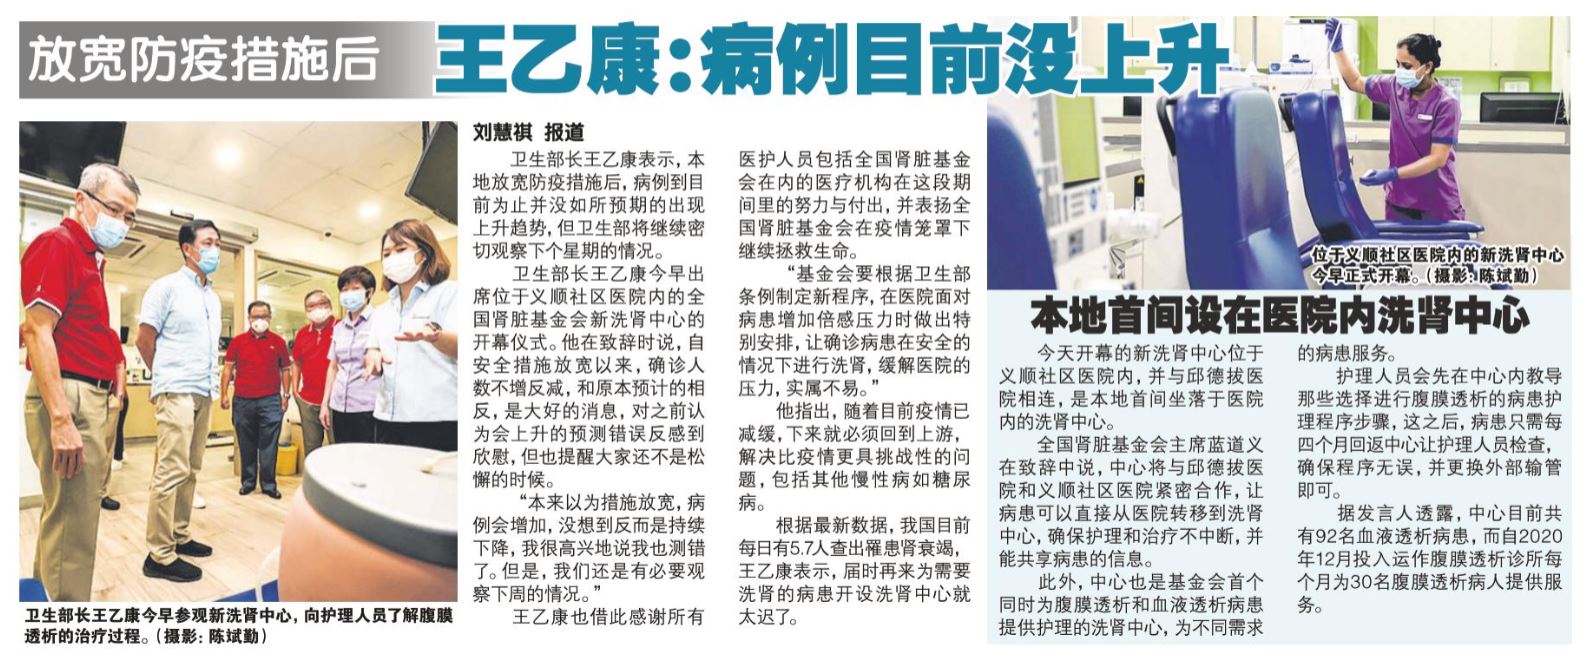 放宽防疫措施后
王乙康:病例目前没上升
卫生部长王乙康今早参观新洗肾中心，向护理人员了解腹膜
透析的治疗过程。（摄影：陈斌勤）
刘慧祺 报道
卫生部长王乙康表示，本
地放宽防疫措施后，病例到目
前为止并没如所预期的出现
上升趋势，但卫生部将继续密
切观察下个星期的情况。
卫生部长王乙康今早出
席位于义顺社区医院内的全
国肾脏基金会新洗肾中心的
开幕仪式。他在致辞时说，自
安全措施放宽以来，确诊人
数不增反减，和原本预计的相
反，是大好的消息，对之前认
为会上升的预测错误反感到
欣慰，但也提醒大家还不是松
懈的时候。
“本来以为措施放宽，病
例会增加，没想到反而是持续
下降，我很高兴地说我也测错
了。但是，我们还是有必要观
察下周的情况。”
王乙康也借此感谢所有
医护人员包括全国肾脏基金
会在内的医疗机构在这段期
间里的努力与付出，并表扬全
国肾脏基金会在疫情笼罩下
继续拯救生命。
“基金会要根据卫生部
条例制定新程序，在医院面对
病患增加倍感压力时做出特
别安排，让确诊病患在安全的
情况下进行洗肾，缓解医院的
压力，实属不易。”
他指出，随着目前疫情已
减缓，下来就必须回到上游，
解决比疫情更具挑战性的问
题，包括其他慢性病如糖尿
病。
根据最新数据，我国目前
每日有5.7人查出罹患肾衰竭，
王乙康表示，届时再来为需要
洗肾的病患开设洗肾中心就
太迟了。
位于义顺社区医院内的新洗肾中心
今早正式开幕。（摄影：陈斌勤）
本地首间设在医院内洗肾中心
今天开幕的新洗肾中心位于
义顺社区医院内，并与邱德拔医
院相连，是本地首间坐落于医院
内的洗肾中心。
全国肾脏基金会主席蓝道义
在致辞中说，中心将与邱德拔医
院和义顺社区医院紧密合作，让
病患可以直接从医院转移到洗肾
中心，确保护理和治疗不中断，并
能共享病患的信息。
此外，中心也是基金会首个
同时为腹膜透析和血液透析病患
提供护理的洗肾中心，为不同需求
的病患服务。
护理人员会先在中心内教导
那些选择进行腹膜透析的病患护
理程序步骤，这之后，病患只需每
四个月回返中心让护理人员检查，
确保程序无误，并更换外部输管
即可。
据发言人透露，中心目前共
有92名血液透析病患，而自2020
年12月投入运作腹膜透析诊所每
个月为30名腹膜透析病人提供服
务。